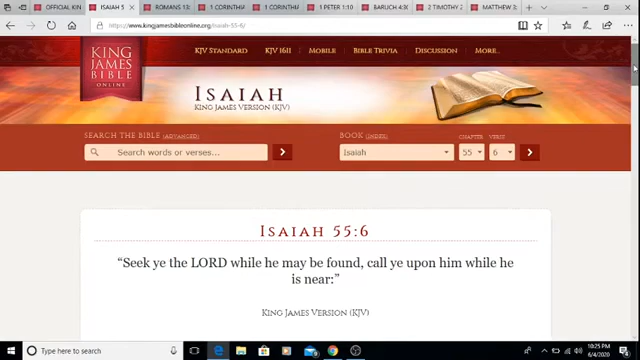 OFFICIAL KIN
ISAIAH 5
ROMANS 13:
1 CORINTHI
1 CORINTH
1 PETER 1:10
BARUCH 4:3
2 TIMOTHY 2
MATTHEW 3:
https://www.kingjamesbibleonline.org/Isaiah-55-6/
KING
JAMES
BIBLE
ONLINE
KJV STANDARD
KJV 1611
MOBILE
BIBLE TRIVIA
DISCUSSION
MORE...
ISAIAH
KING JAMES VERSION (KJV)
SEARCH THE BIBLE (ADVANCED)
BOOK (INDEX)
CHAPTER
VERSE
Search words or verses...
Isaiah
55
6
ISAIAH 55:6
“Seek ye the LORD while he may be found, call ye upon him while he
is near:”
KING JAMES VERSION (KJV)
Type here to search
10:25 PM
6/4/2020